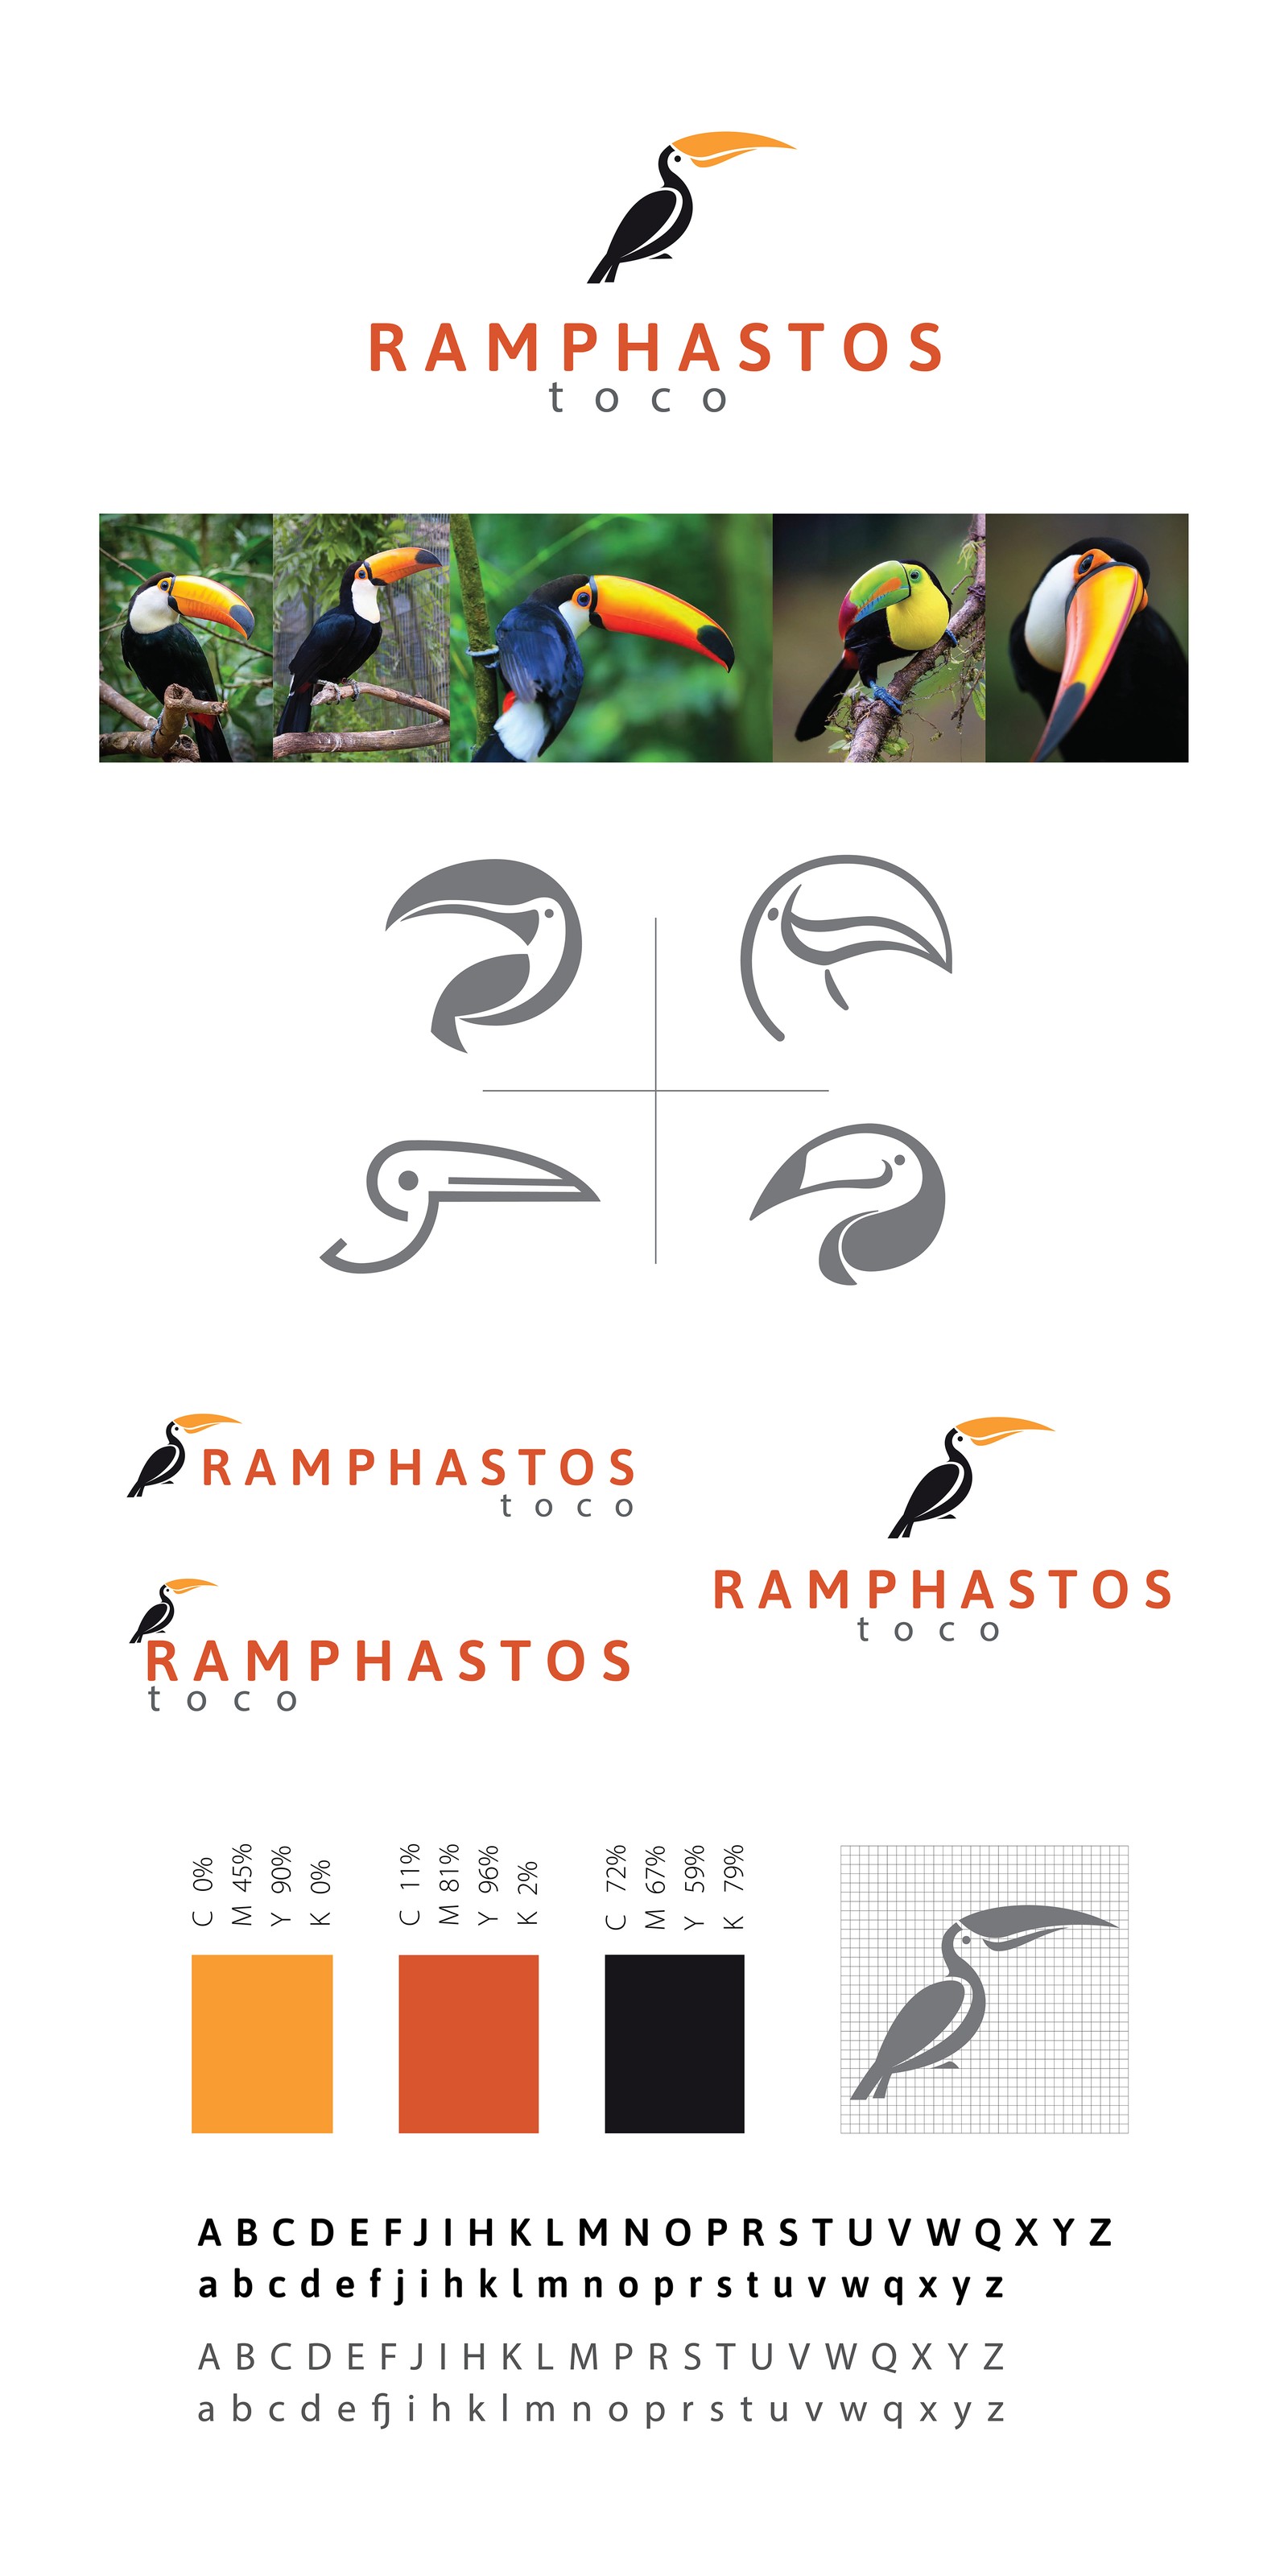 RAMPHASTOS
toco
RAMPHASTOS
toco
RAMPHASTOS
toco
RAMPHASTOS
toco
C 0%
M 45%
Y 90%
K 0%
C 11%
M 81%
Y 96%
K 2%
C 72%
M 67%
Y 59%
K 79%
A B C D E F J I H K L M N O P R S T U V W Q X Y Z
a b c d e f j i h k l m n o p r s t u v w q x y z
A B C D E F J I H K L M P R S T U V W Q X Y Z
a b c d e fj i h k l m n o p r s t u v w q x y z